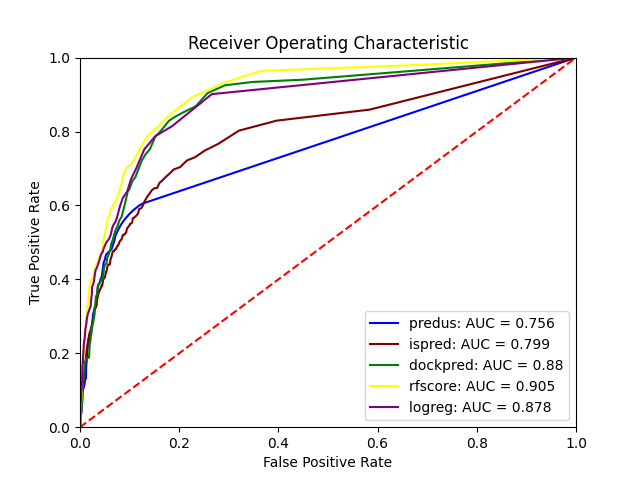 Receiver Operating Characteristic
True Positive Rate
1.0
0.8
0.6
0.4
0.2
0.0
predus: AUC = 0.756
ispred: AUC = 0.799
dockpred: AUC = 0.88
rfscore: AUC = 0.905
logreg: AUC = 0.878
0.0 0.2 0.4 0.6 0.8 1.0
False Positive Rate